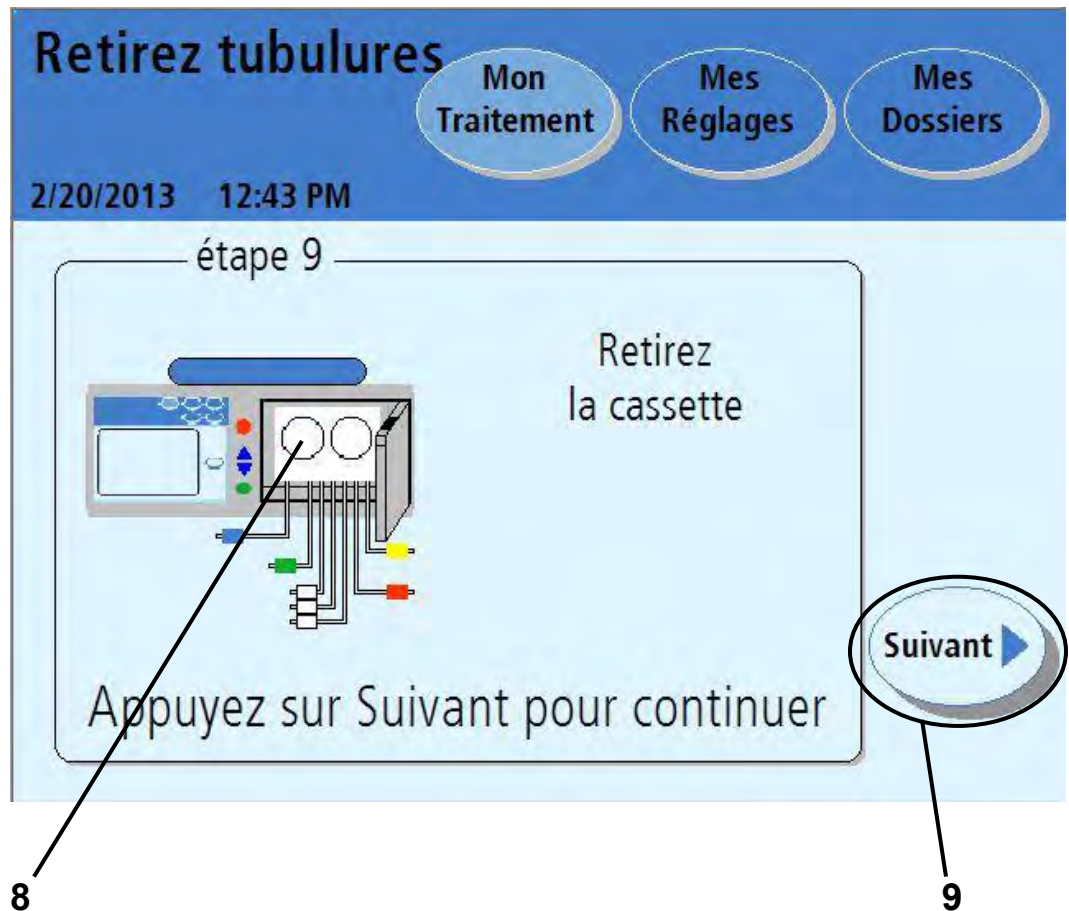 Retirez tubulures
Mon
Traitement
Mes
Réglages
Mes
Dossiers
2/20/2013 12:43 PM
étape 9
Retirez
la cassette
Suivant
Appuyez sur Suivant pour continuer
8
9